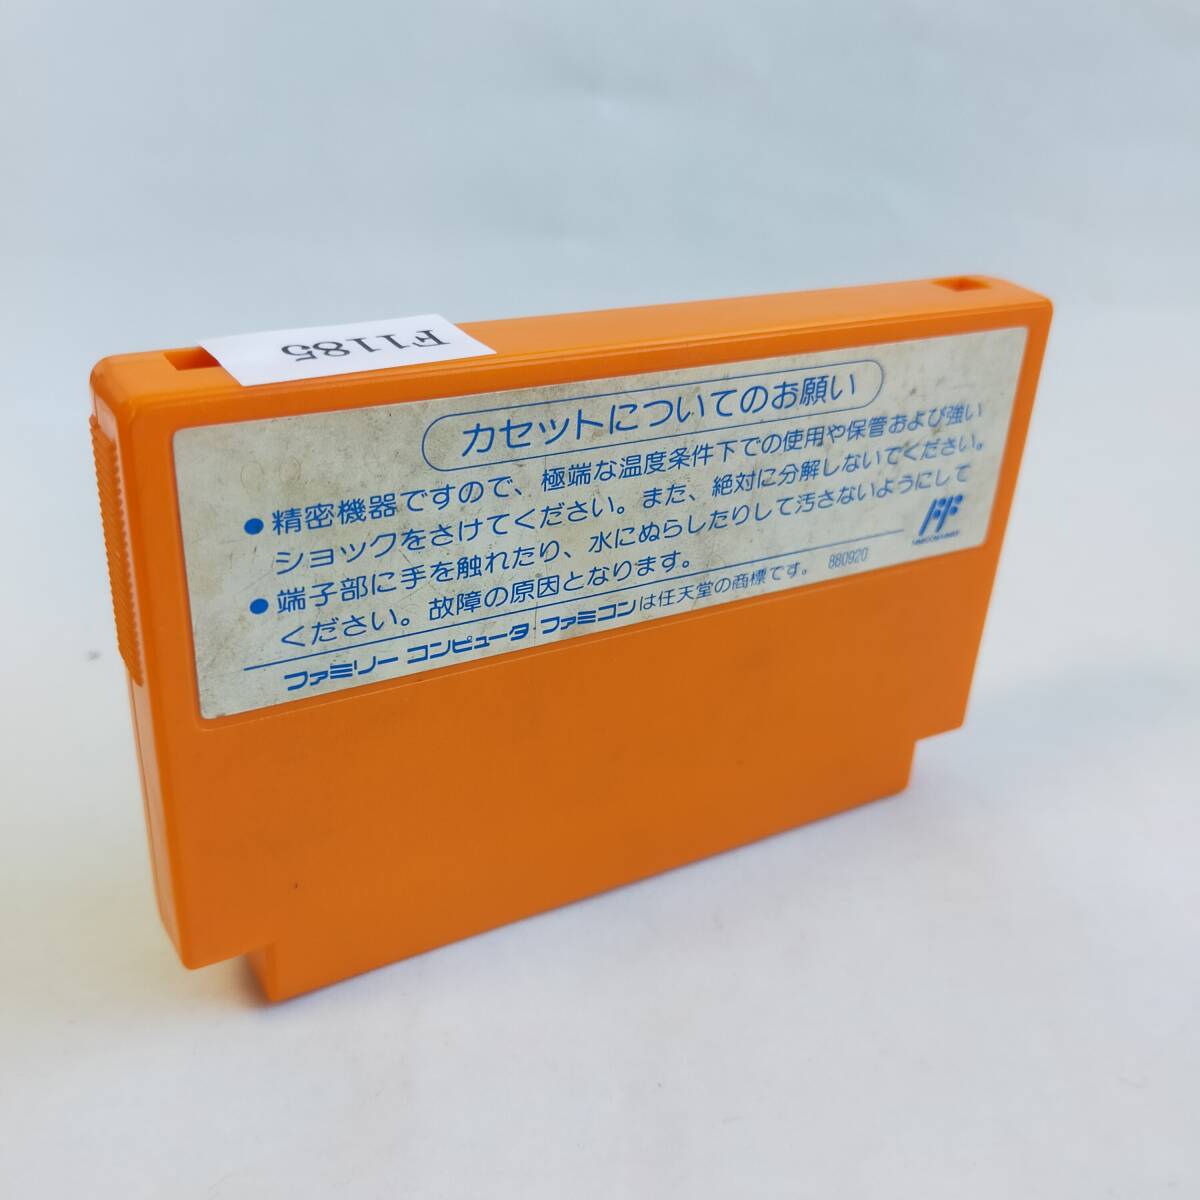 F1185
カセットについてのお願い
●精密機器ですので、極端な温度条件下での使用や保管および強い
ショックをさけてください。また、絶対に分解しないでください。
●端子部に手を触れたり、水にぬらしたりして汚さないようにして
ください。故障の原因となります。
ファミリーコンピュータ ファミコンは任天堂の商標です。 880920